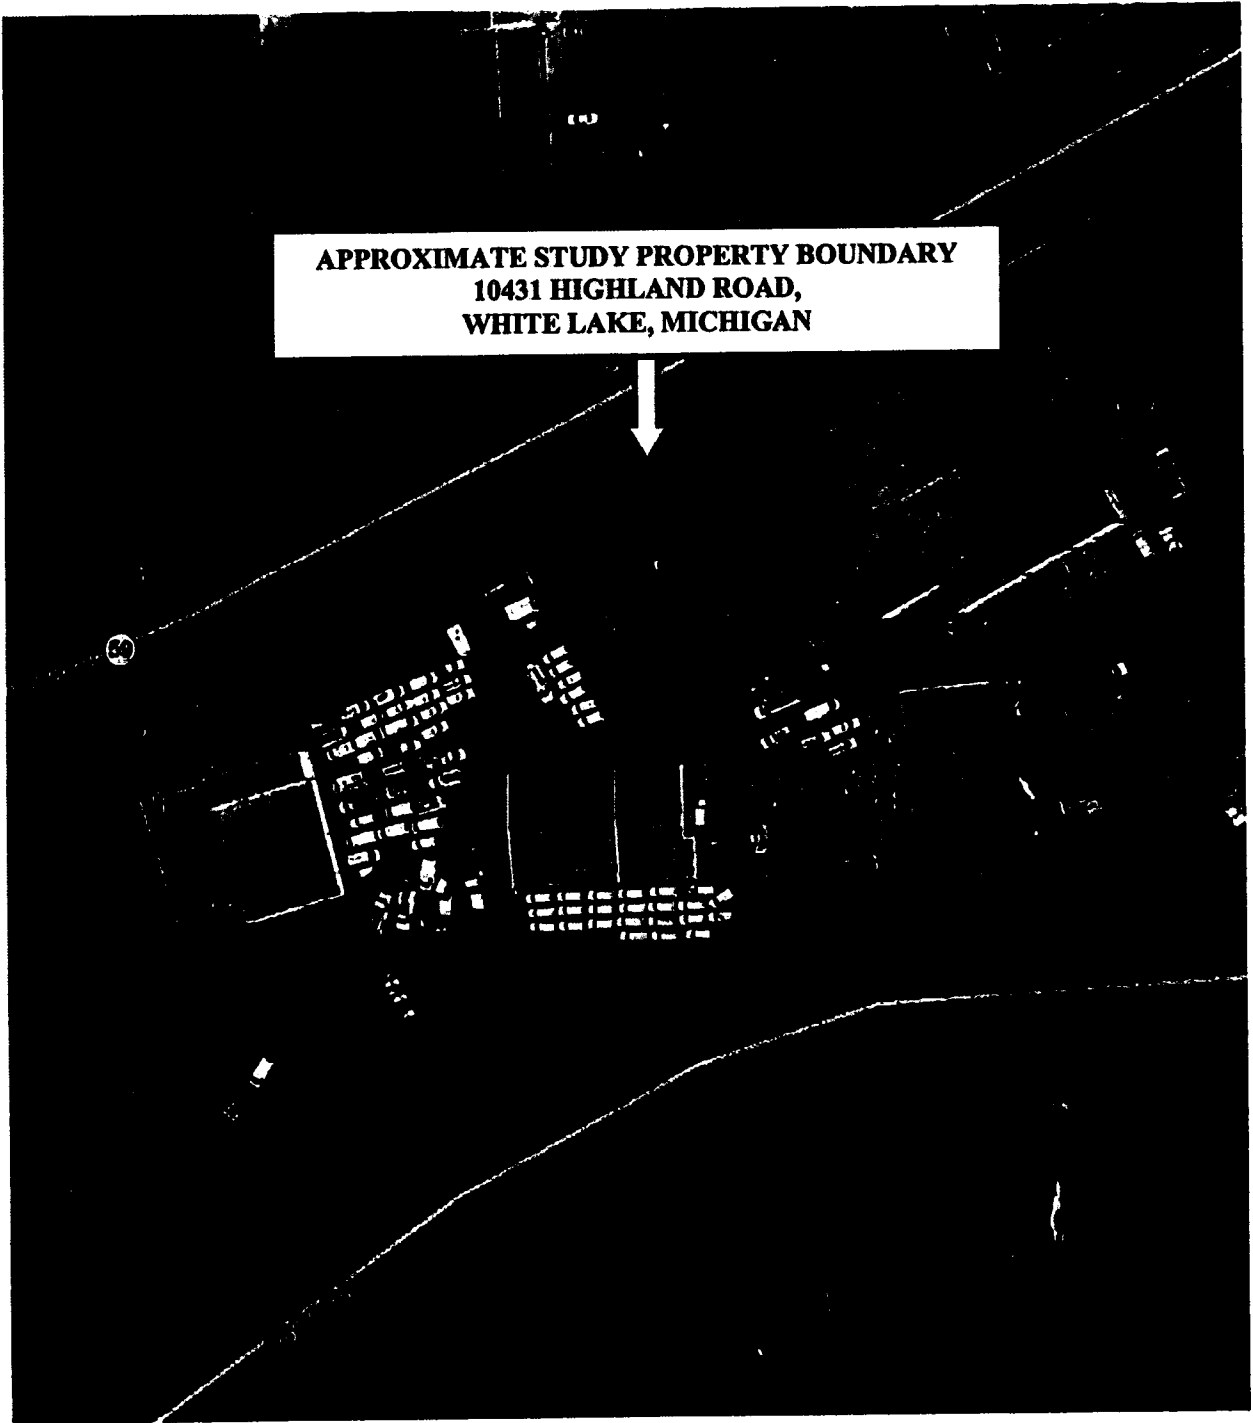 APPROXIMATE STUDY PROPERTY BOUNDARY
10431 HIGHLAND ROAD,
WHITE LAKE, MICHIGAN